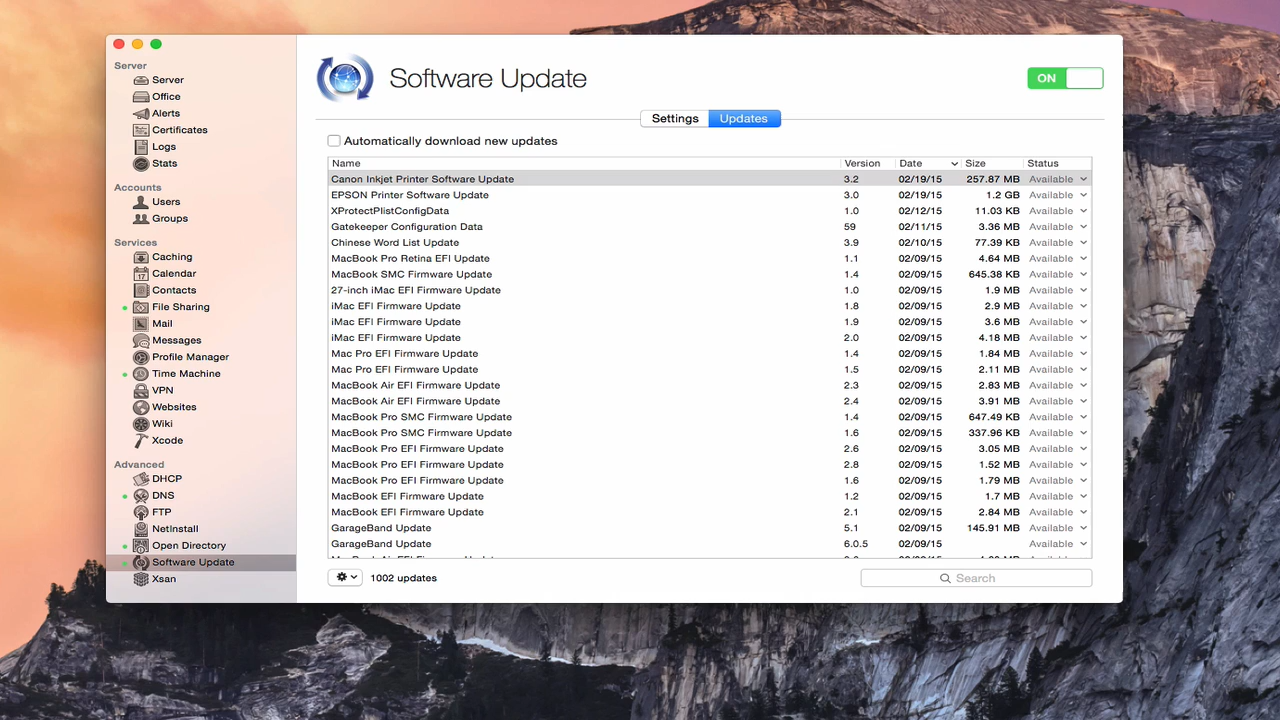 Server
Server
Office
Alerts
Certificates
Logs
Stats
Accounts
Users
Groups
Services
Caching
17
Calendar
Contacts
File Sharing
Mail
Messages
Profile Manager
Time Machine
VPN
Websites
Wiki
Xcode
Advanced
DHCP
DNS
FTP
NetInstall
Open Directory
Software Update
Xsan
Software Update
ON
Settings Updates
Automatically download new updates
Name Version Date Size Status
Canon Inkjet Printer Software Update 3.2 02/19/15 257.87 MB Available
EPSON Printer Software Update 3.0 02/19/15 1.2 GB Available
XProtectPlistConfigData 1.0 02/12/15 11.03 KB Available
Gatekeeper Configuration Data 59 02/11/15 3.36 MB Available
Chinese Word List Update 3.9 02/10/15 77.39 KB Available
MacBook Pro Retina EFI Update 1.1 02/09/15 4.64 MB Available
MacBook SMC Firmware Update 1.4 02/09/15 645.38 KB Available
27-inch iMac EFI Firmware Update 1.0 02/09/15 1.9 MB Available
iMac EFI Firmware Update 1.8 02/09/15 2.9 MB Available
iMac EFI Firmware Update 1.9 02/09/15 3.6 MB Available
iMac EFI Firmware Update 2.0 02/09/15 4.18 MB Available
Mac Pro EFI Firmware Update 1.4 02/09/15 1.84 MB Available
Mac Pro EFI Firmware Update 1.5 02/09/15 2.11 MB Available
MacBook Air EFI Firmware Update 2.3 02/09/15 2.83 MB Available
MacBook Air EFI Firmware Update 2.4 02/09/15 3.91 MB Available
MacBook Pro SMC Firmware Update 1.4 02/09/15 647.49 KB Available
MacBook Pro SMC Firmware Update 1.6 02/09/15 337.96 KB Available
MacBook Pro EFI Firmware Update 2.6 02/09/15 3.05 MB Available
MacBook Pro EFI Firmware Update 2.8 02/09/15 1.52 MB Available
MacBook Pro EFI Firmware Update 1.6 02/09/15 1.79 MB Available
MacBook EFI Firmware Update 1.2 02/09/15 1.7 MB Available
MacBook EFI Firmware Update 2.1 02/09/15 2.84 MB Available
GarageBand Update 5.1 02/09/15 145.91 MB Available
GarageBand Update 6.0.5 02/09/15 Available
1002 updates
Search